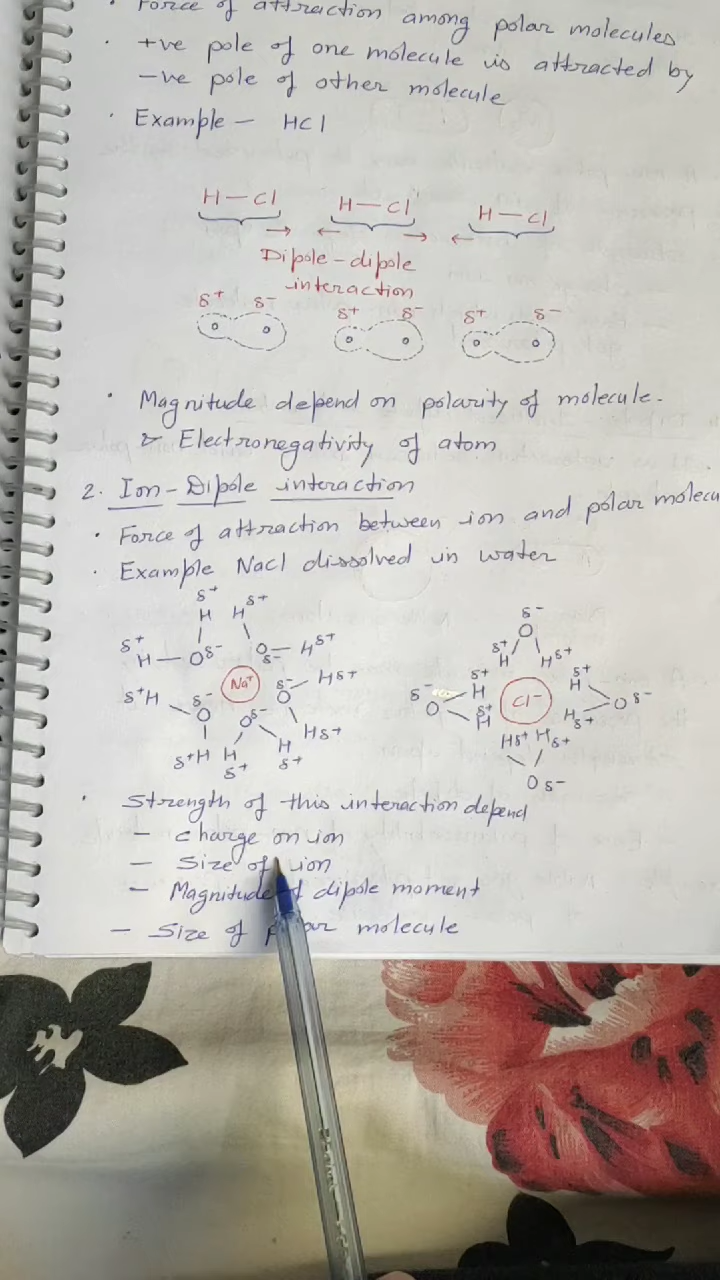 · Force of attraction among polar molecules
· +ve pole of one molecule is attracted by
-ve pole of other molecule
· Example - HCl
H-Cl H-Cl H-Cl
Dipole-dipole
interaction
δ+ δ- δ+ δ- δ+ δ-
· Magnitude depend on polarity of molecule.
Electronegativity of atom
2. Ion-Dipole interaction
· Force of attraction between ion and polar molecu
· Example NaCl dissolved in water
δ+ H H δ+
δ+ H - O δ- O δ- - H δ+
Na+
δ+ H O δ- O δ- H δ+
O δ- H δ+
δ+ H H δ+ H δ+
δ- O
δ+ H H δ+
δ- O H δ+ H δ+
Cl-
δ+ H H δ+ O δ-
H δ+ H δ+
O δ-
· Strength of this interaction depend
- charge on ion
- Size of ion
- Magnitude dipole moment
- Size of molecule